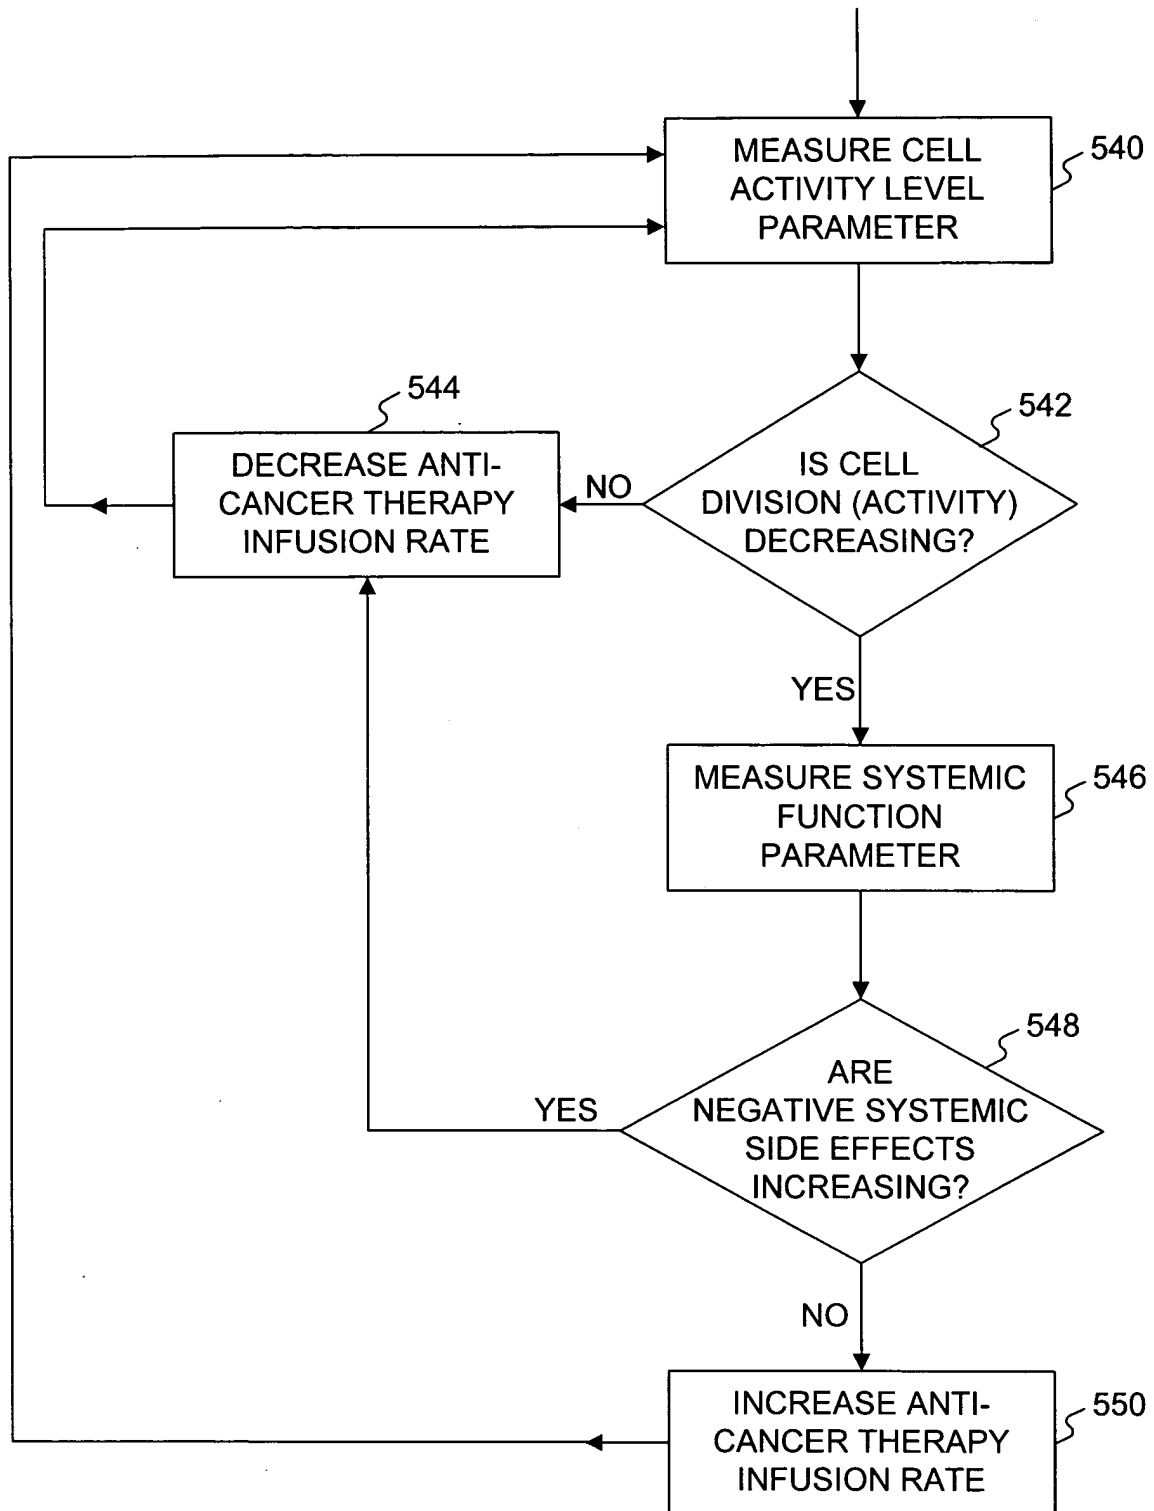 MEASURE CELL
ACTIVITY LEVEL
PARAMETER
540
544
542
DECREASE ANTI-
CANCER THERAPY
INFUSION RATE
NO
IS CELL
DIVISION (ACTIVITY)
DECREASING?
YES
MEASURE SYSTEMIC
FUNCTION
PARAMETER
546
548
YES
ARE
NEGATIVE SYSTEMIC
SIDE EFFECTS
INCREASING?
NO
INCREASE ANTI-
CANCER THERAPY
INFUSION RATE
550